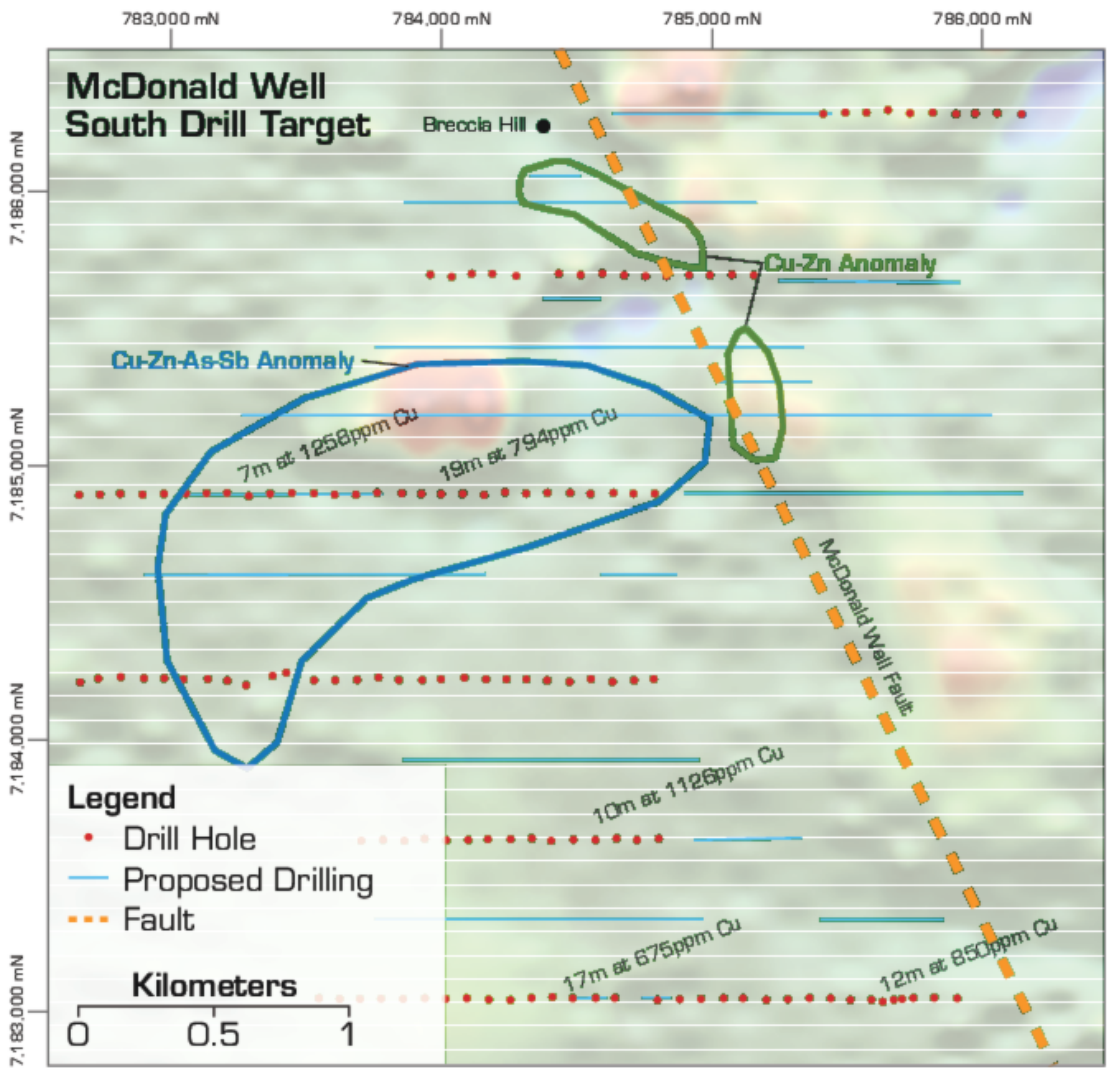 783,000 mN
784,000 mN
785,000 mN
786,000 mN
McDonald Well
South Drill Target
Breccia Hill
7,186,000 mN
Cu-Zn Anomaly
Cu-Zn-As-Sb Anomaly
7m at 1258ppm Cu
19m at 794ppm Cu
7,185,000 mN
McDonald Well Fault
7,184,000 mN
10m at 1126ppm Cu
Legend
Drill Hole
Proposed Drilling
Fault
17m at 675ppm Cu
12m at 850ppm Cu
Kilometers
0 0.5 1
7,183,000 mN